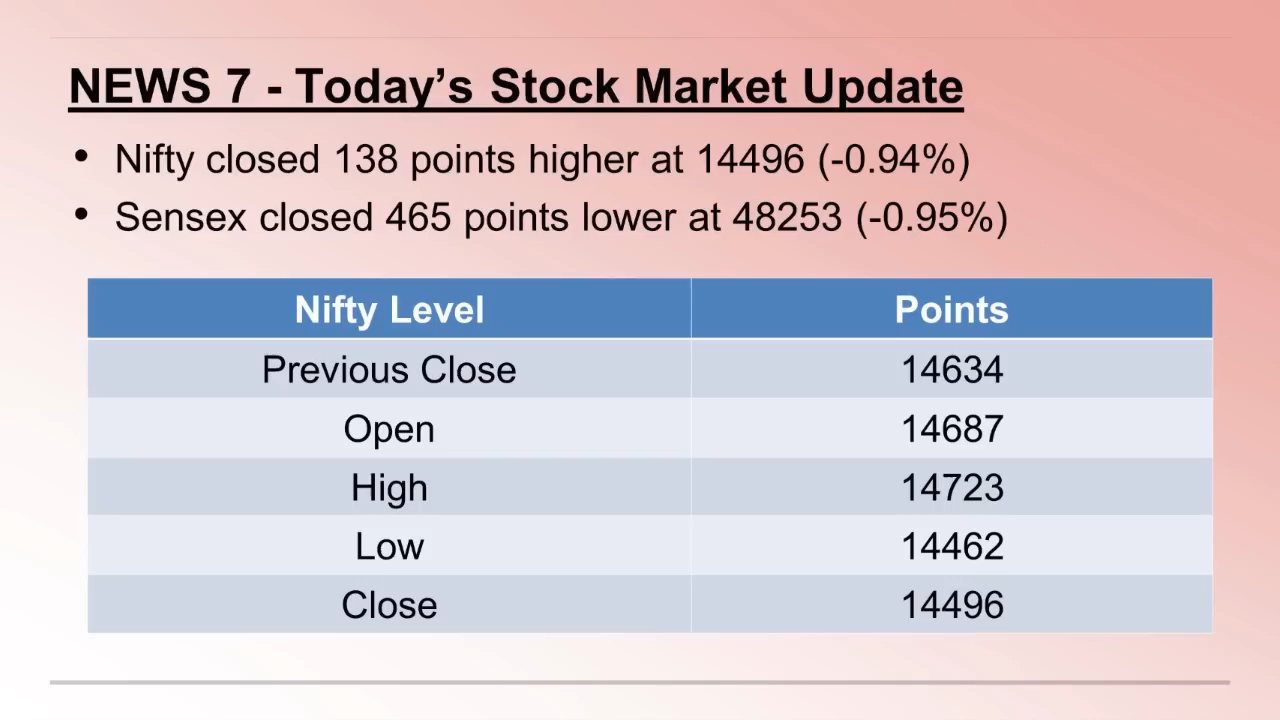 NEWS 7 - Today’s Stock Market Update
• Nifty closed 138 points higher at 14496 (-0.94%)
• Sensex closed 465 points lower at 48253 (-0.95%)
Nifty Level Points
Previous Close 14634
Open 14687
High 14723
Low 14462
Close 14496